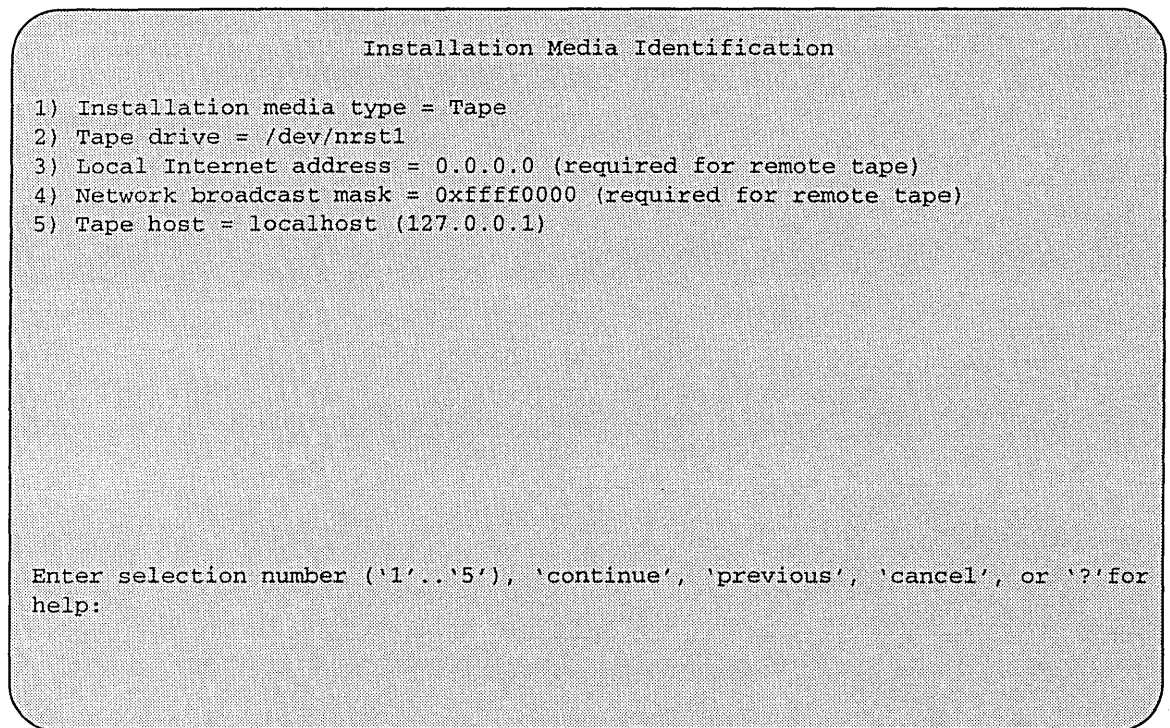 Installation Media Identification
1) Installation media type = Tape
2) Tape drive = /dev/nrst1
3) Local Internet address = 0.0.0.0 (required for remote tape)
4) Network broadcast mask = 0xffff0000 (required for remote tape)
5) Tape host = localhost (127.0.0.1)
Enter selection number (‘1’..‘5’), ‘continue’, ‘previous’, ‘cancel’, or ‘?’for
help: